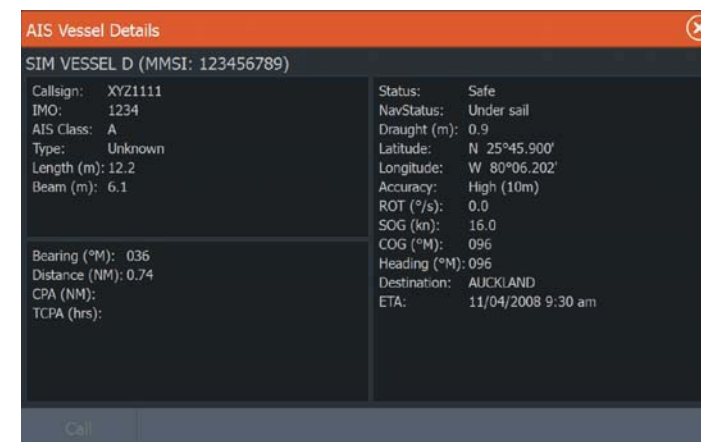 AIS Vessel Details
SIM VESSEL D (MMSI: 123456789)
Callsign: XYZ1111
IMO: 1234
AIS Class: A
Type: Unknown
Length (m): 12.2
Beam (m): 6.1
Bearing (°M): 036
Distance (NM): 0.74
CPA (NM):
TCPA (hrs):
Status: Safe
NavStatus: Under sail
Draught (m): 0.9
Latitude: N 25°45.900'
Longitude: W 80°06.202'
Accuracy: High (10m)
ROT (°/s): 0.0
SOG (kn): 16.0
COG (°M): 096
Heading (°M): 096
Destination: AUCKLAND
ETA: 11/04/2008 9:30 am
Call